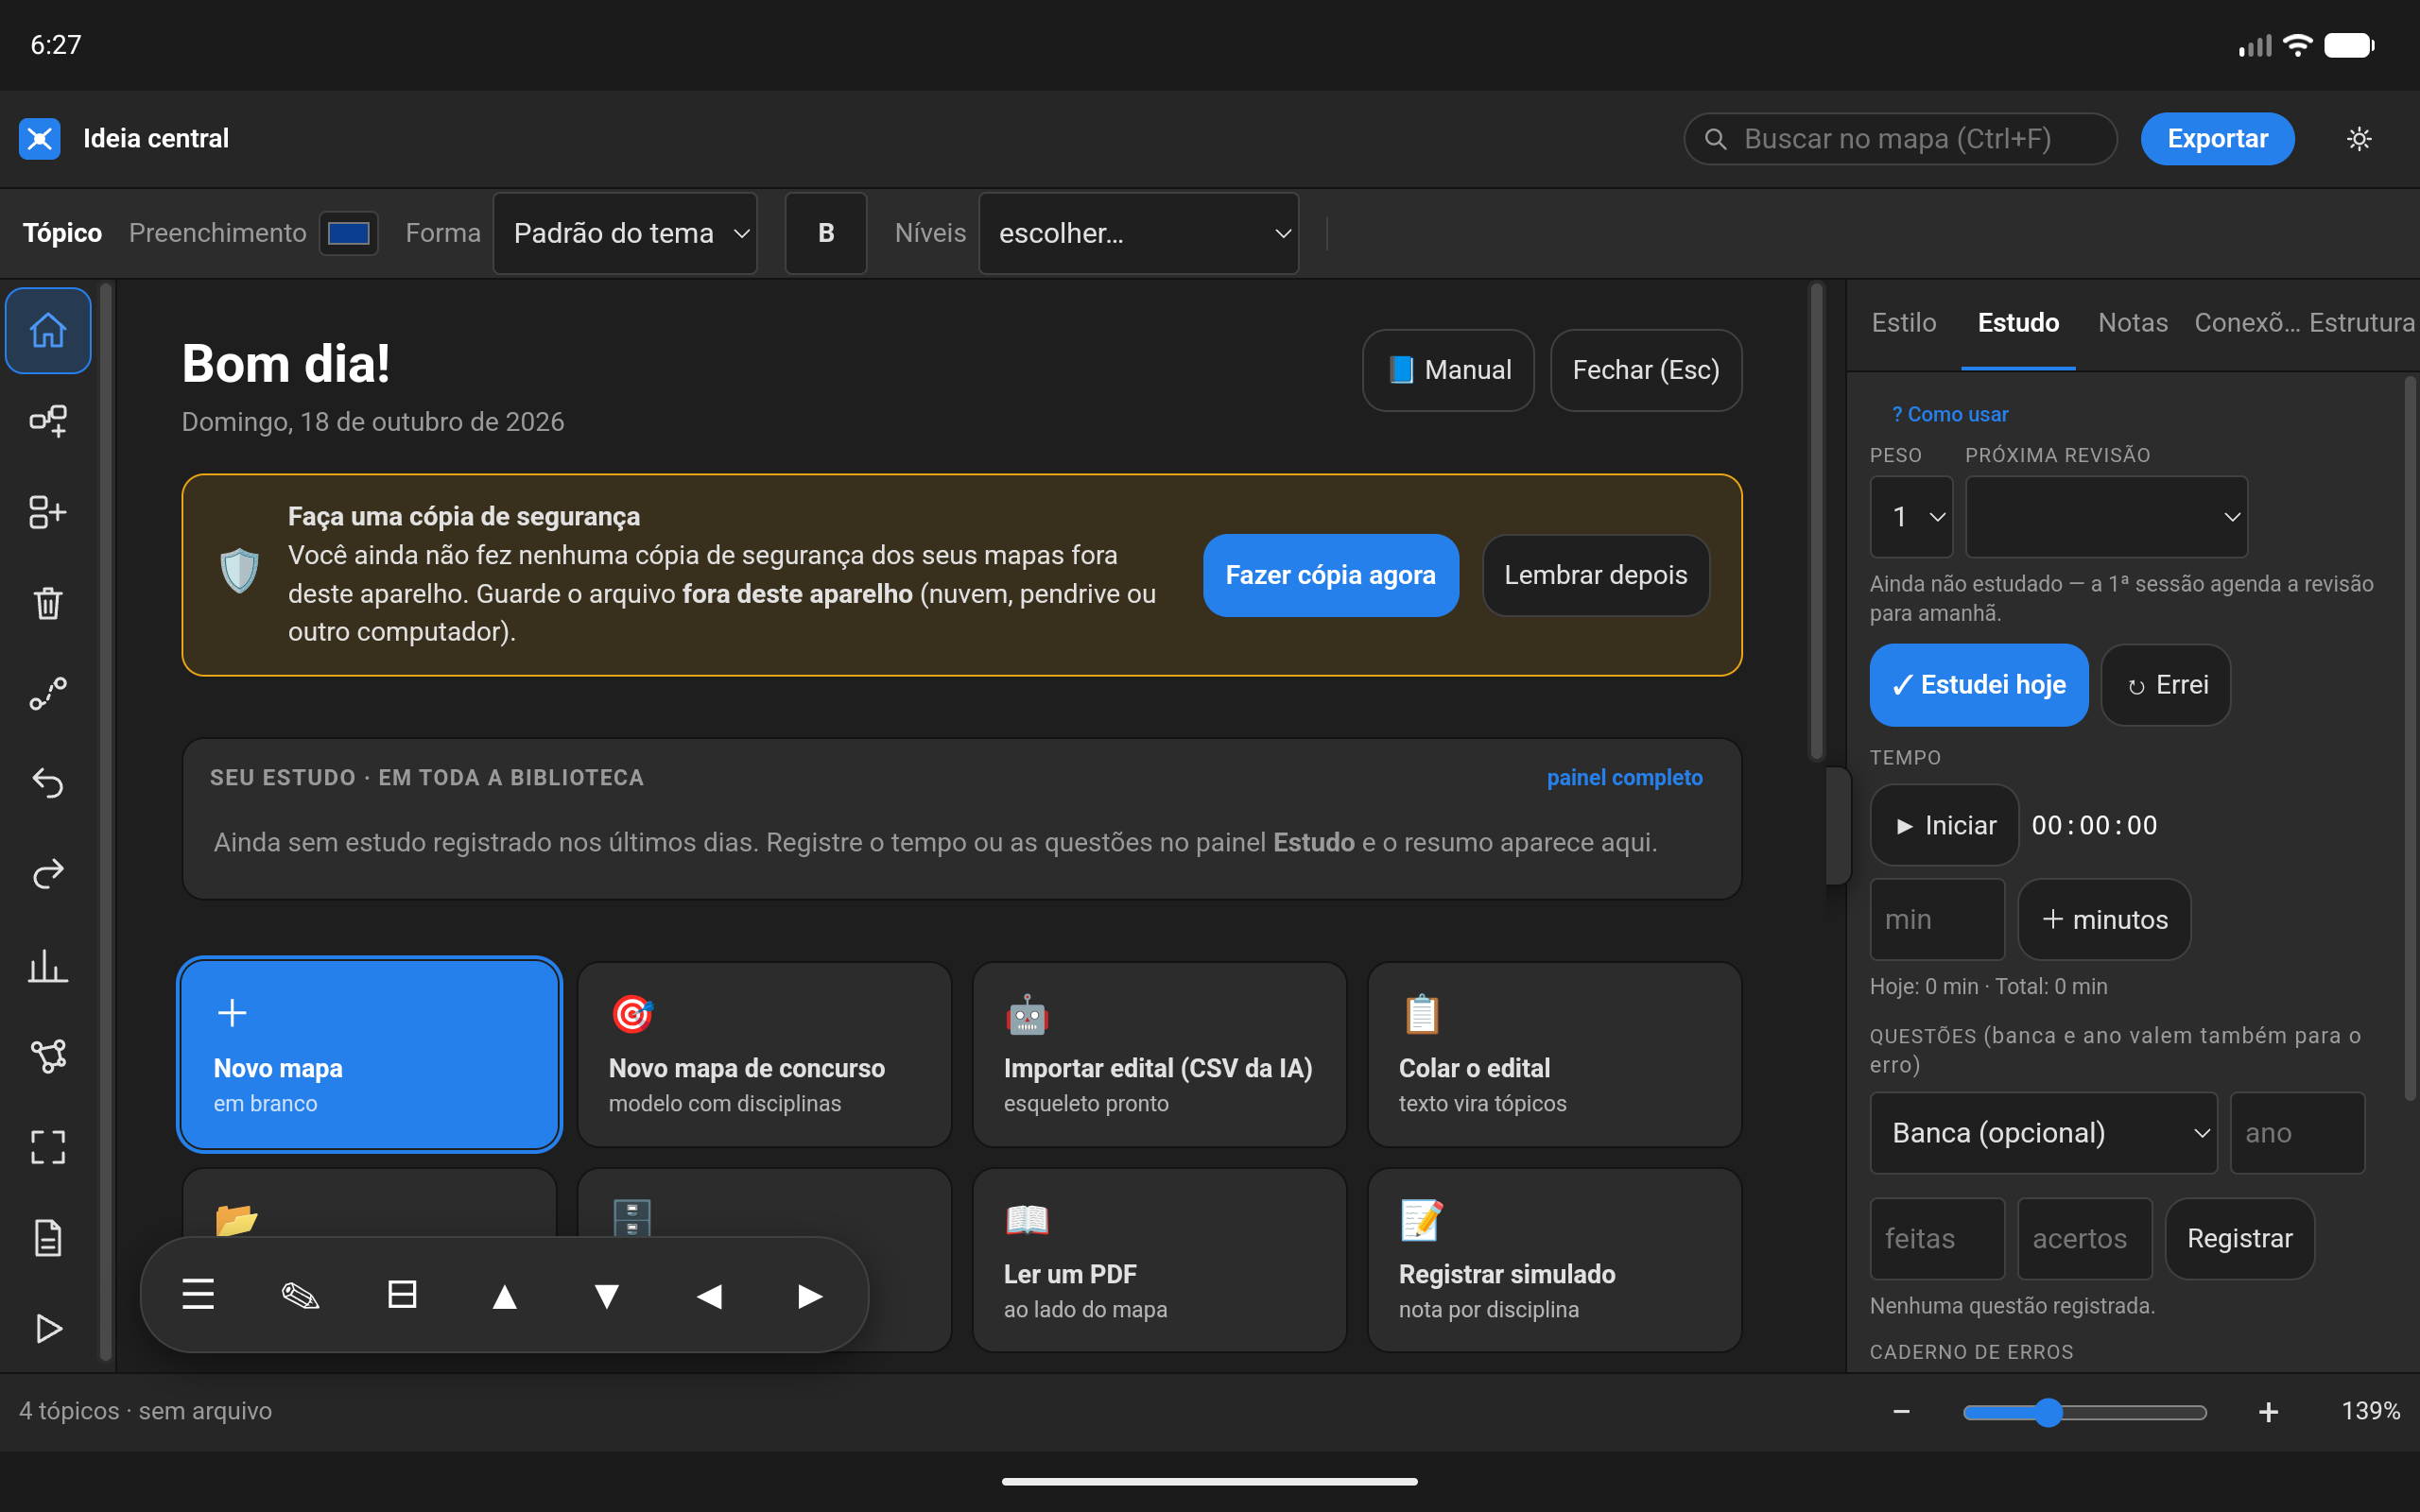 6:27
Ideia central
Buscar no mapa (Ctrl+F)
Exportar
Tópico
Preenchimento
Forma
Padrão do tema
B
Níveis
escolher...
Bom dia!
Domingo, 18 de outubro de 2026
Manual
Fechar (Esc)
Faça uma cópia de segurança
Você ainda não fez nenhuma cópia de segurança dos seus mapas fora
deste aparelho. Guarde o arquivo fora deste aparelho (nuvem, pendrive ou
outro computador).
Fazer cópia agora
Lembrar depois
SEU ESTUDO · EM TODA A BIBLIOTECA
painel completo
Ainda sem estudo registrado nos últimos dias. Registre o tempo ou as questões no painel Estudo e o resumo aparece aqui.
Novo mapa
em branco
Novo mapa de concurso
modelo com disciplinas
Importar edital (CSV da IA)
esqueleto pronto
Colar o edital
texto vira tópicos
Ler um PDF
ao lado do mapa
Registrar simulado
nota por disciplina
Estilo
Estudo
Notas
Conexõ...
Estrutura
? Como usar
PESO
PRÓXIMA REVISÃO
1
Ainda não estudado — a 1ª sessão agenda a revisão
para amanhã.
✓ Estudei hoje
↻ Errei
TEMPO
▶ Iniciar
00:00:00
min
+ minutos
Hoje: 0 min · Total: 0 min
QUESTÕES (banca e ano valem também para o
erro)
Banca (opcional)
ano
feitas
acertos
Registrar
Nenhuma questão registrada.
CADERNO DE ERROS
4 tópicos · sem arquivo
139%